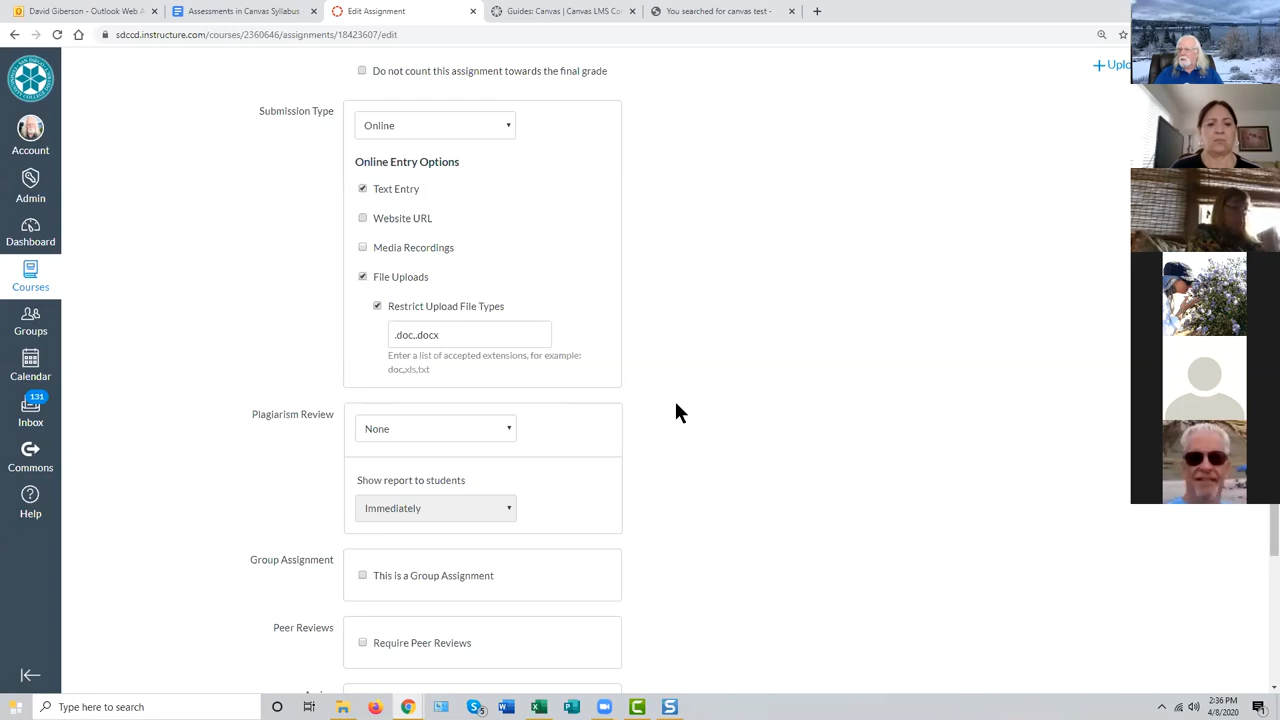 David Giberson - Outlook Web A
Assessments in Canvas Syllabus
Edit Assignment
Guides: Canvas | Canvas LMS Co
You searched for canvas test -
sdccd.instructure.com/courses/2360646/assignments/18423607/edit
Account
Admin
Dashboard
Courses
Groups
Calendar
131
Inbox
Commons
Help
Do not count this assignment towards the final grade
Uplo
Submission Type
Online
Online Entry Options
Text Entry
Website URL
Media Recordings
File Uploads
Restrict Upload File Types
.doc,.docx
Enter a list of accepted extensions, for example:
doc,xls,txt
Plagiarism Review
None
Show report to students
Immediately
Group Assignment
This is a Group Assignment
Peer Reviews
Require Peer Reviews
Type here to search
5
2:36 PM
4/8/2020
1